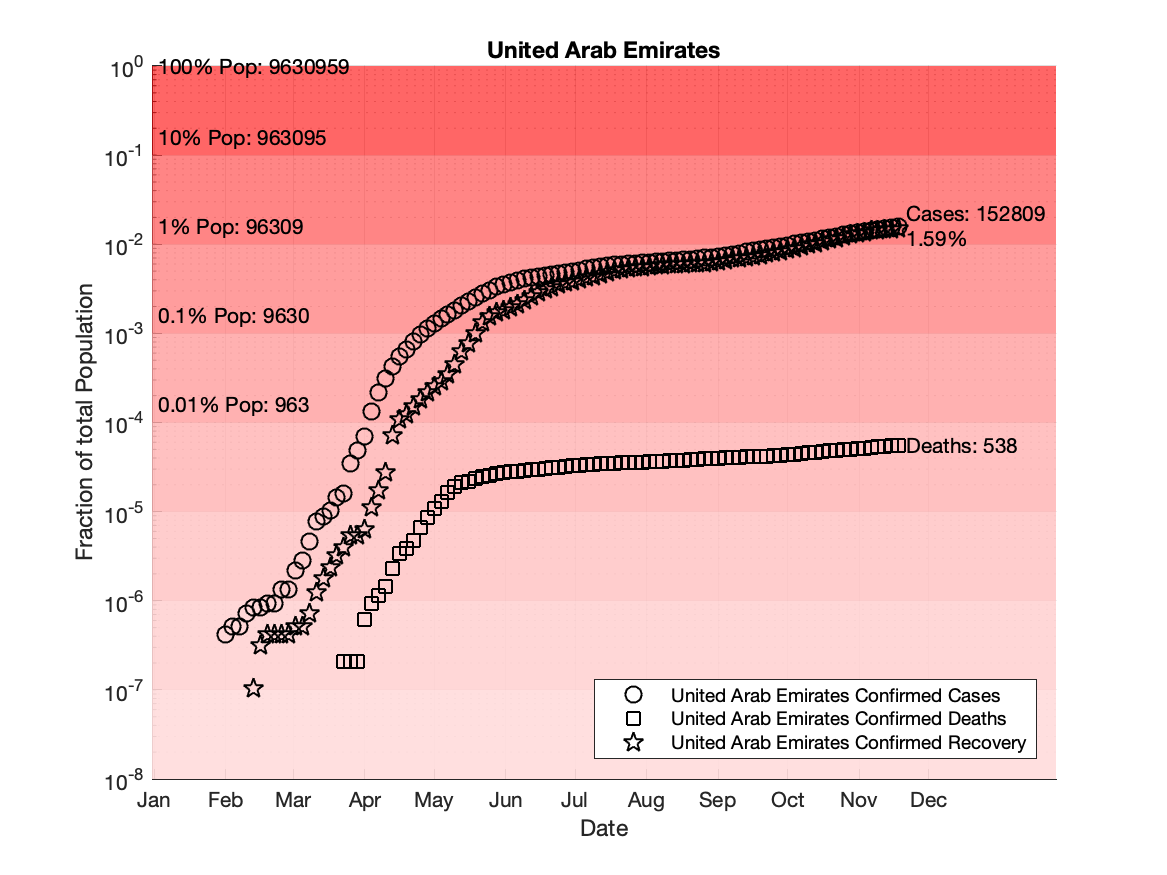 United Arab Emirates
10^0
100% Pop: 9630959
10% Pop: 963095
10^-1
1% Pop: 96309
Cases: 152809
10^-2
1.59%
0.1% Pop: 9630
10^-3
0.01% Pop: 963
10^-4
Deaths: 538
10^-5
10^-6
10^-7
10^-8
Fraction of total Population
United Arab Emirates Confirmed Cases
United Arab Emirates Confirmed Deaths
United Arab Emirates Confirmed Recovery
Jan Feb Mar Apr May Jun Jul Aug Sep Oct Nov Dec
Date